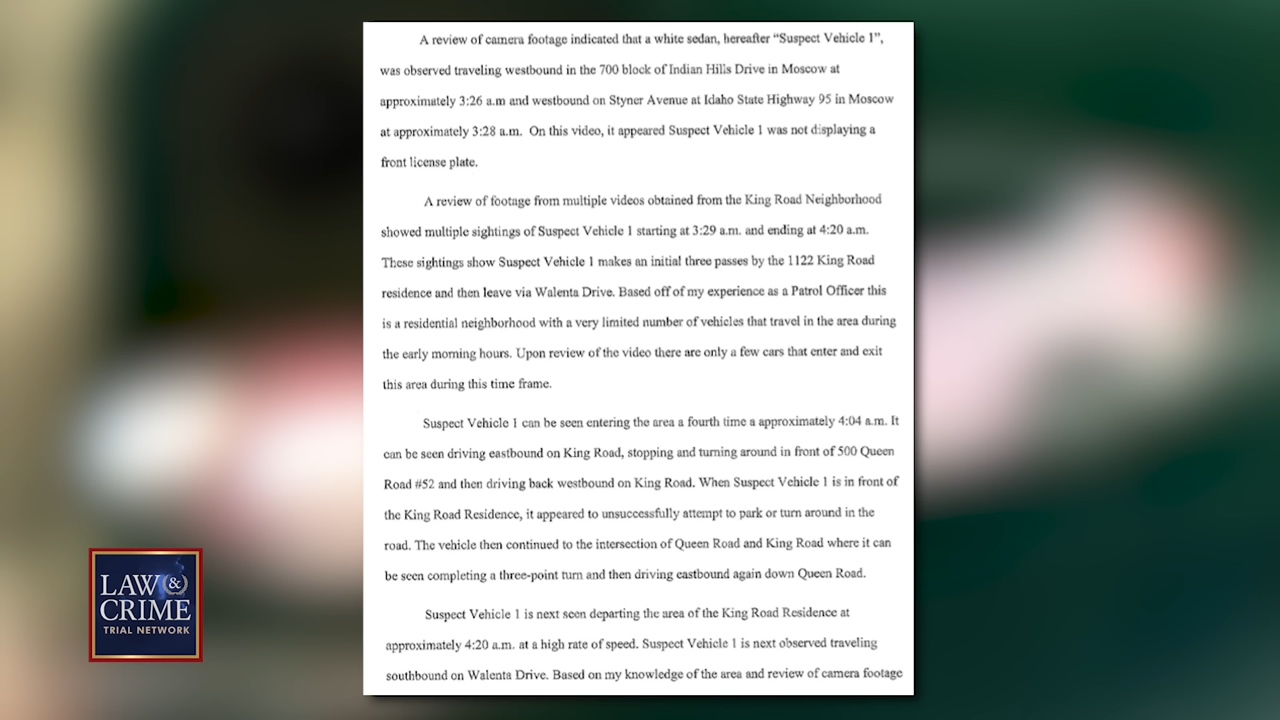 A review of camera footage indicated that a white sedan, hereafter “Suspect Vehicle 1”,
was observed traveling westbound in the 700 block of Indian Hills Drive in Moscow at
approximately 3:26 a.m and westbound on Styner Avenue at Idaho State Highway 95 in Moscow
at approximately 3:28 a.m. On this video, it appeared Suspect Vehicle 1 was not displaying a
front license plate.
A review of footage from multiple videos obtained from the King Road Neighborhood
showed multiple sightings of Suspect Vehicle 1 starting at 3:29 a.m. and ending at 4:20 a.m.
These sightings show Suspect Vehicle 1 makes an initial three passes by the 1122 King Road
residence and then leave via Walenta Drive. Based off of my experience as a Patrol Officer this
is a residential neighborhood with a very limited number of vehicles that travel in the area during
the early morning hours. Upon review of the video there are only a few cars that enter and exit
this area during this time frame.
Suspect Vehicle 1 can be seen entering the area a fourth time a approximately 4:04 a.m. It
can be seen driving eastbound on King Road, stopping and turning around in front of 500 Queen
Road #52 and then driving back westbound on King Road. When Suspect Vehicle 1 is in front of
the King Road Residence, it appeared to unsuccessfully attempt to park or turn around in the
road. The vehicle then continued to the intersection of Queen Road and King Road where it can
be seen completing a three-point turn and then driving eastbound again down Queen Road.
Suspect Vehicle 1 is next seen departing the area of the King Road Residence at
approximately 4:20 a.m. at a high rate of speed. Suspect Vehicle 1 is next observed traveling
southbound on Walenta Drive. Based on my knowledge of the area and review of camera footage
LAW &
CRIME
TRIAL NETWORK